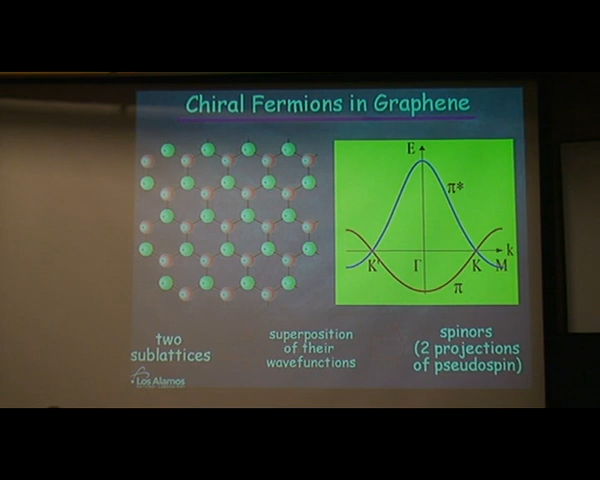 Chiral Fermions in Graphene
E
π*
k
K'
Γ
K
M
π
two
sublattices
superposition
of their
wavefunctions
spinors
(2 projections
of pseudospin)
Los Alamos